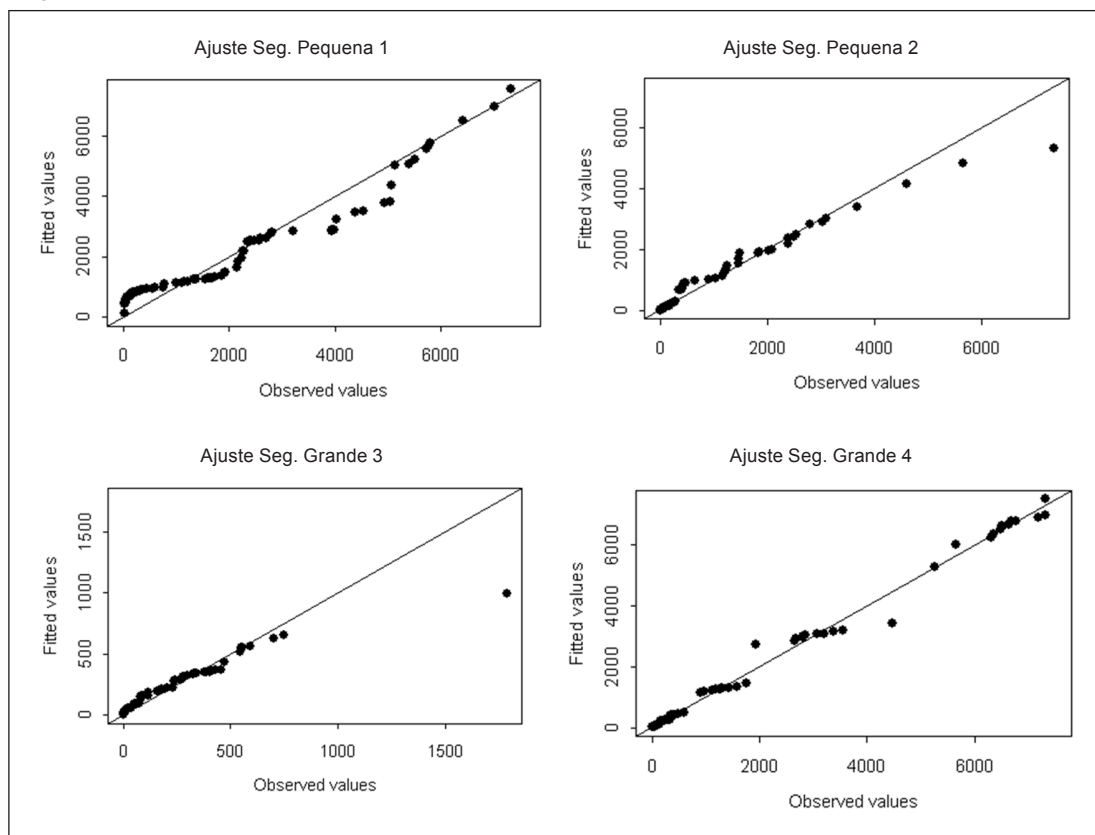 Ajuste Seg. Pequena 1
Fitted values
0 2000 4000 6000
0 2000 4000 6000
Observed values
Ajuste Seg. Pequena 2
Fitted values
0 2000 4000 6000
0 2000 4000 6000
Observed values
Ajuste Seg. Grande 3
Fitted values
0 500 1000 1500
0 500 1000 1500
Observed values
Ajuste Seg. Grande 4
Fitted values
0 2000 4000 6000
0 2000 4000 6000
Observed values